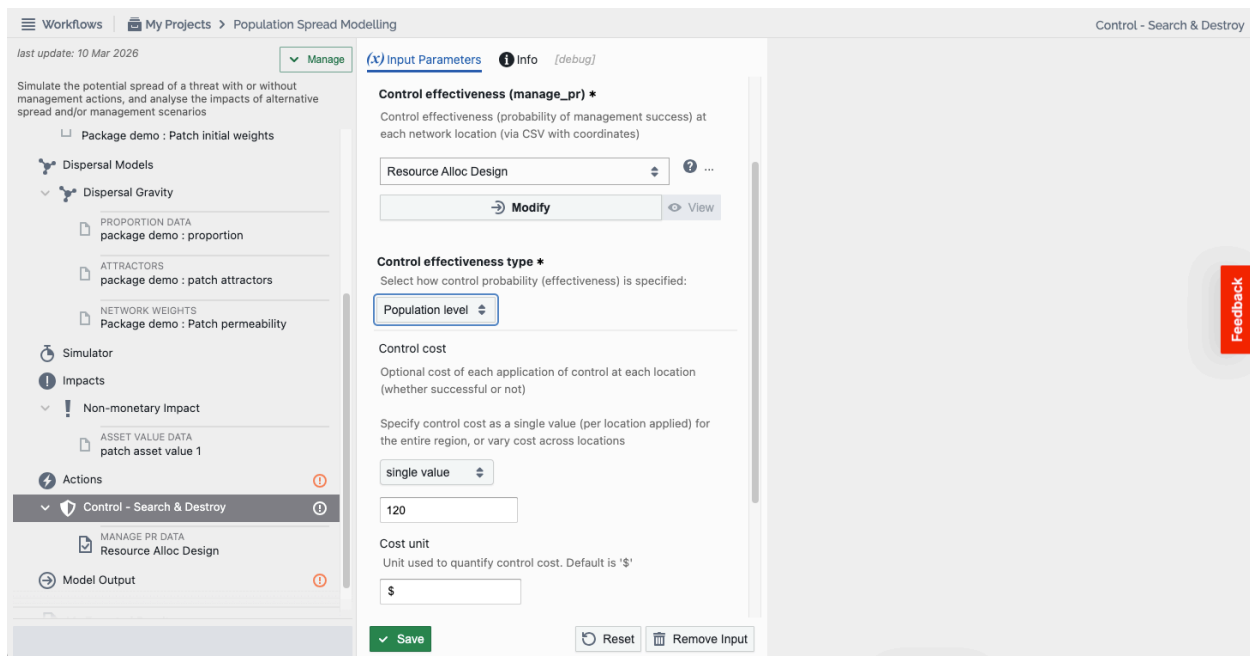 Workflows My Projects > Population Spread Modelling
Control - Search & Destroy
last update: 10 Mar 2026
Manage
Simulate the potential spread of a threat with or without
management actions, and analyse the impacts of alternative
spread and/or management scenarios
Package demo : Patch initial weights
Dispersal Models
Dispersal Gravity
PROPORTION DATA
package demo : proportion
ATTRACTORS
package demo : patch attractors
NETWORK WEIGHTS
Package demo : Patch permeability
Simulator
Impacts
Non-monetary Impact
ASSET VALUE DATA
patch asset value 1
Actions
Control - Search & Destroy
MANAGE PR DATA
Resource Alloc Design
Model Output
(x) Input Parameters Info [debug]
Control effectiveness (manage_pr) *
Control effectiveness (probability of management success) at
each network location (via CSV with coordinates)
Resource Alloc Design ? ...
Modify View
Control effectiveness type *
Select how control probability (effectiveness) is specified:
Population level
Control cost
Optional cost of each application of control at each location
(whether successful or not)
Specify control cost as a single value (per location applied) for
the entire region, or vary cost across locations
single value
120
Cost unit
Unit used to quantify control cost. Default is '$'
$
Save Reset Remove Input
Feedback